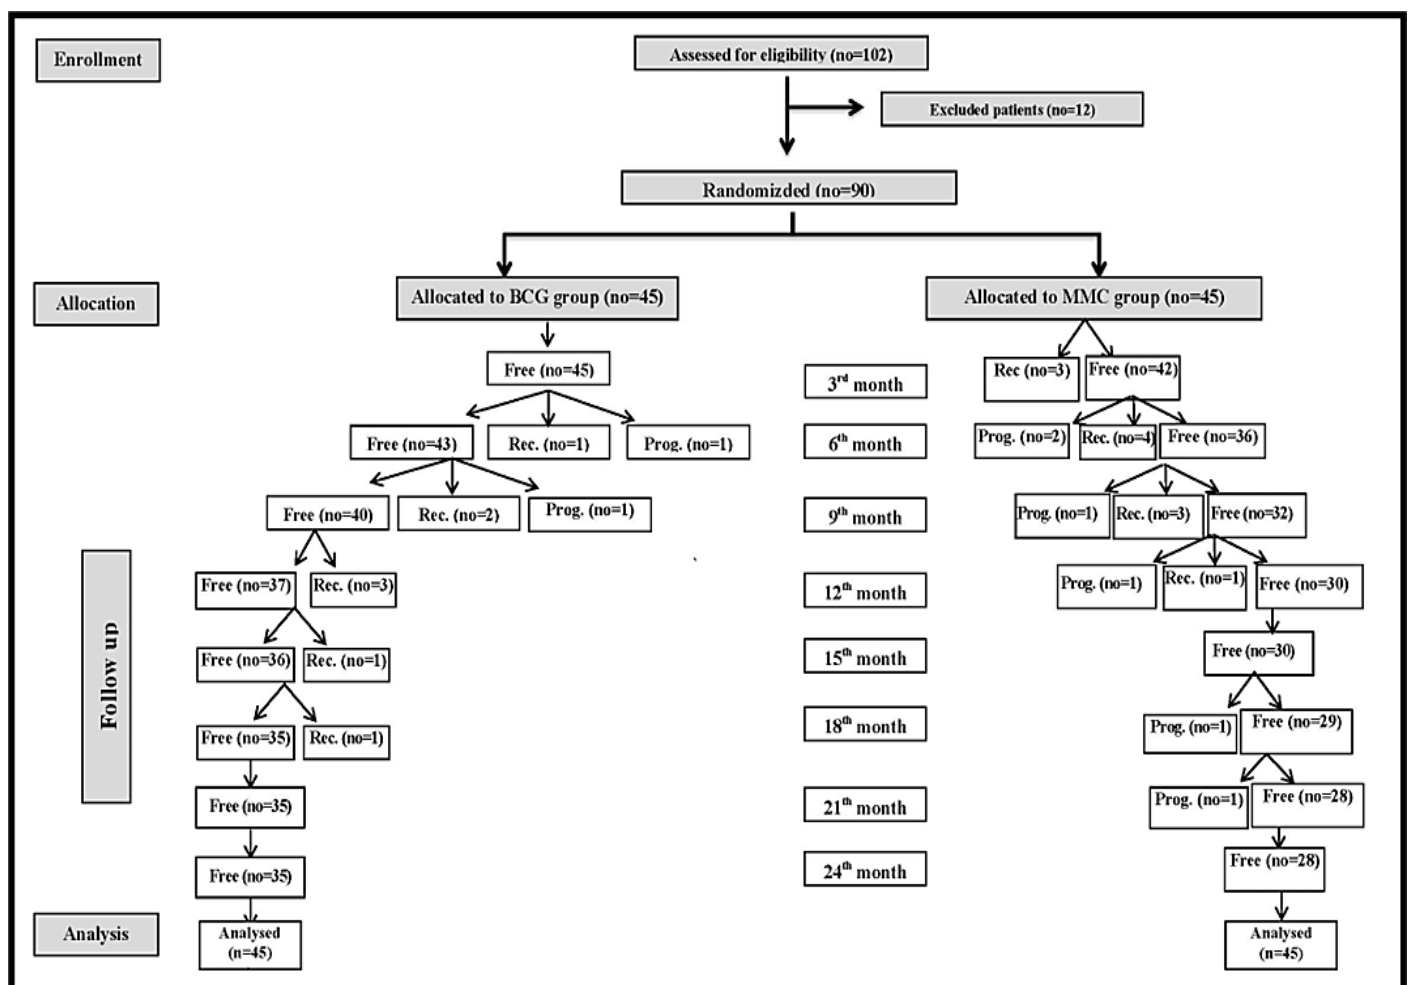 Enrollment
Assessed for eligibility (no=102)
Excluded patients (no=12)
Randomizded (no=90)
Allocation
Allocated to BCG group (no=45)
Allocated to MMC group (no=45)
Free (no=45)
3rd month
Rec (no=3)
Free (no=42)
Free (no=43)
Rec. (no=1)
Prog. (no=1)
6th month
Prog. (no=2)
Rec. (no=4)
Free (no=36)
Free (no=40)
Rec. (no=2)
Prog. (no=1)
9th month
Prog. (no=1)
Rec. (no=3)
Free (no=32)
Follow up
Free (no=37)
Rec. (no=3)
12th month
Prog. (no=1)
Rec. (no=1)
Free (no=30)
Free (no=36)
Rec. (no=1)
15th month
Free (no=30)
Free (no=35)
Rec. (no=1)
18th month
Prog. (no=1)
Free (no=29)
Free (no=35)
21th month
Prog. (no=1)
Free (no=28)
Free (no=35)
24th month
Free (no=28)
Analysis
Analysed
(n=45)
Analysed
(n=45)